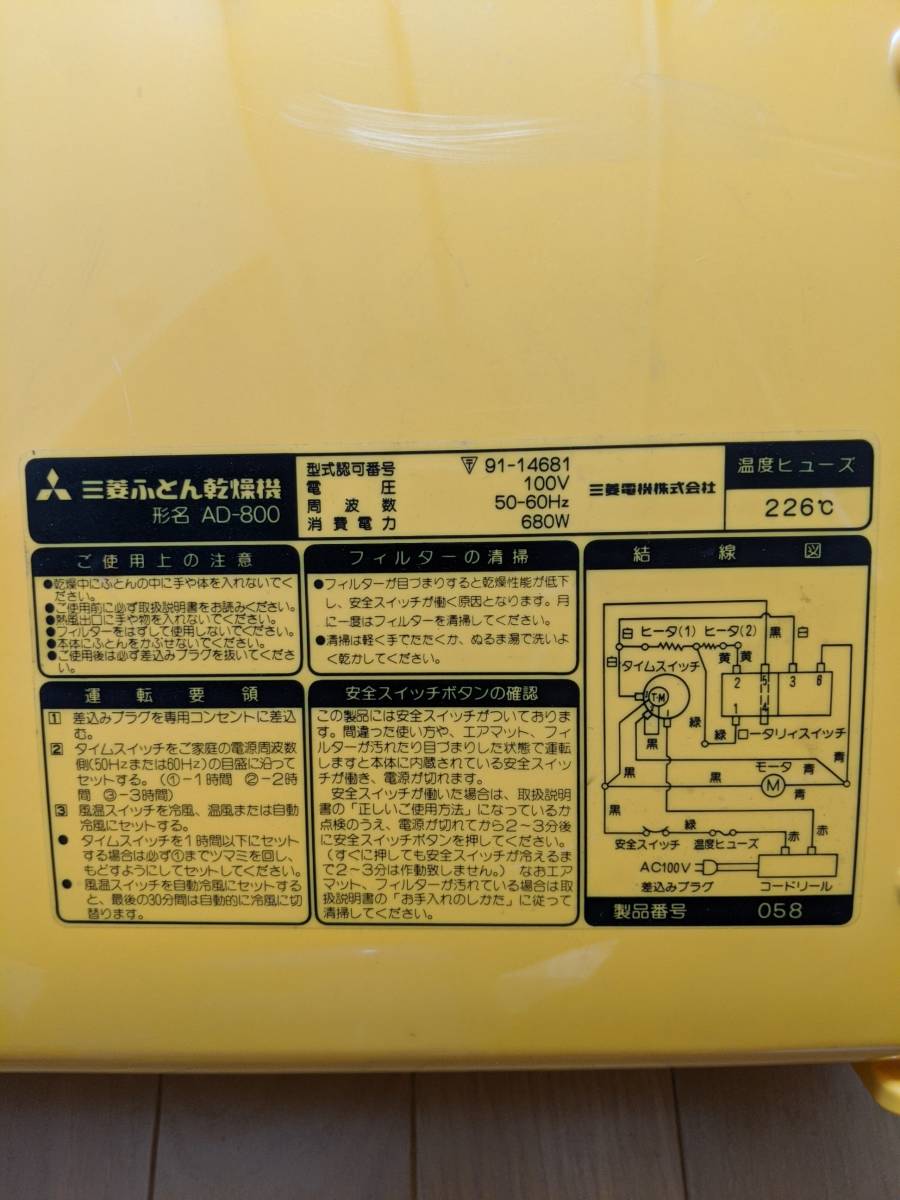 三菱ふとん乾燥機
形名 AD-800
型式認可番号 〒 91-14681
電圧 100V
周波数 50-60Hz
消費電力 680W
三菱電機株式会社
温度ヒューズ
226℃
ご使用上の注意
●乾燥中にふとんの中に手や体を入れないでく
ださい。
●ご使用前に必ず取扱説明書をお読みください。
●熱風出口に手や物を入れないでください。
●フィルターをはずして使用しないでください。
●本体にふとんをかぶせないでください。
●ご使用後は必ず差込みプラグを抜いてくださ
い。
フィルターの清掃
●フィルターが目づまりすると乾燥性能が低下
し、安全スイッチが働く原因となります。月
に一度はフィルターを清掃してください。
●清掃は軽く手でたたくか、ぬるま湯で洗いよ
く乾かしてください。
運転要領
1 差込みプラグを専用コンセントに差込
む。
2 タイムスイッチをご家庭の電源周波数
側(50Hzまたは60Hz)の目盛に沿って
セットする。(①-1時間 ②-2時
間 ③-3時間)
3 風温スイッチを冷風、温風または自動
冷風にセットする。
● タイムスイッチを1時間以下にセット
する場合は必ず①までツマミを回し、
もどすようにしてセットしてください。
● 風温スイッチを自動冷風にセットする
と、最後の30分間は自動的に冷風に切
替ります。
安全スイッチボタンの確認
この製品には安全スイッチがついておりま
す。間違った使い方や、エアマット、フィ
ルターが汚れたり目づまりした状態で運転
しますと本体に内蔵されている安全スイッ
チが働き、電源が切れます。
安全スイッチが働いた場合は、取扱説明
書の「正しいご使用方法」になっているか
点検のうえ、電源が切れてから2~3分後
に安全スイッチボタンを押してください。
(すぐに押しても安全スイッチが冷えるま
で2~3分は作動致しません。)なおエア
マット、フィルターが汚れている場合は取
扱説明書の「お手入れのしかた」に従って
清掃してください。
結線図
白 ヒータ(1) ヒータ(2) 黒 白
白 タイムスイッチ 黄 黄
2 5 3 6
T·M
1 4
緑 緑 ロータリィスイッチ
黒
黒 黒 モータ 青 青
M 青
黒 緑 赤 赤
安全スイッチ 温度ヒューズ
AC100V
差込みプラグ コードリール
製品番号 058